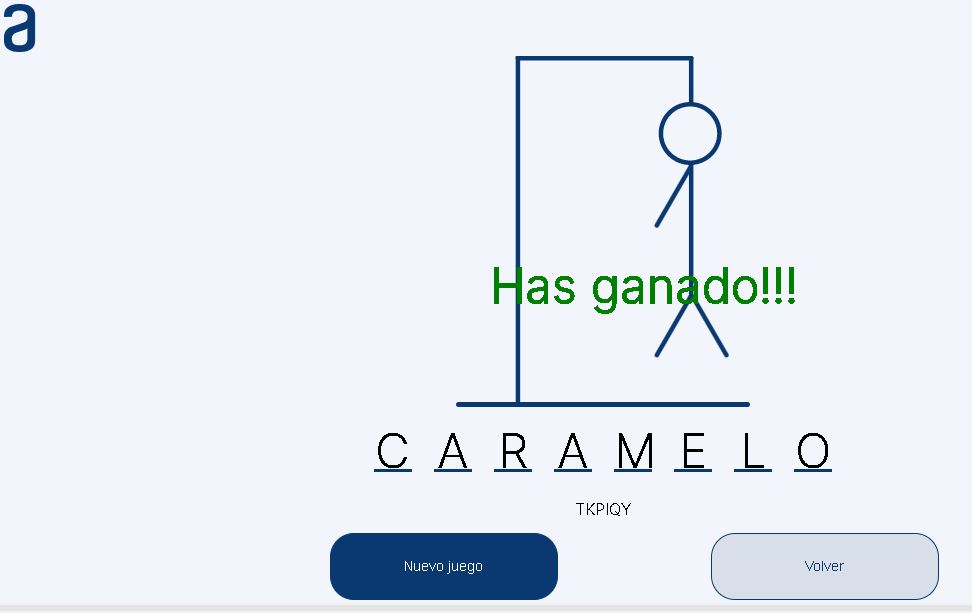 a
Has ganado!!!
C A R A M E L O
TKPIQY
Nuevo juego
Volver